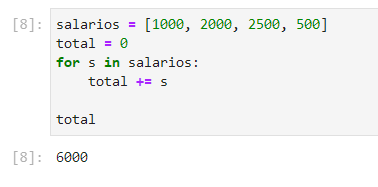 [8]: salarios = [1000, 2000, 2500, 500]
total = 0
for s in salarios:
    total += s

total
[8]: 6000